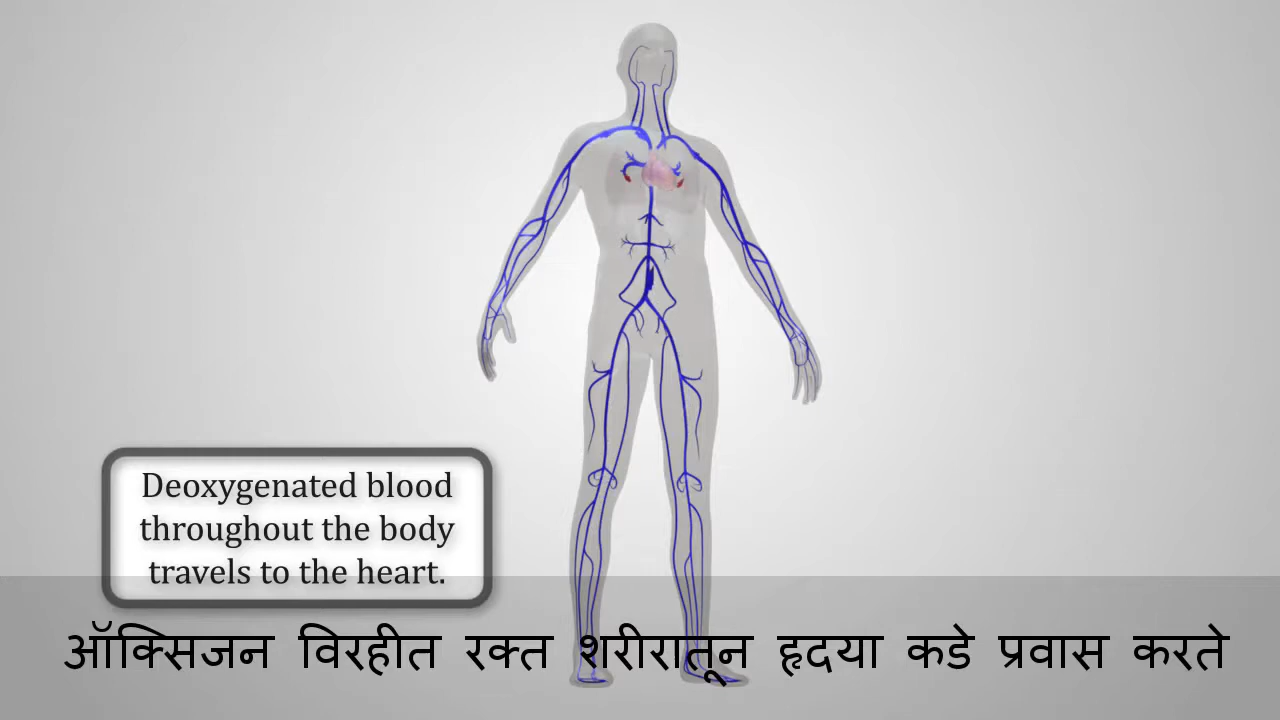 Deoxygenated blood
throughout the body
travels to the heart.
ऑक्सिजन विरहीत रक्त शरीरातून हृदया कडे प्रवास करते